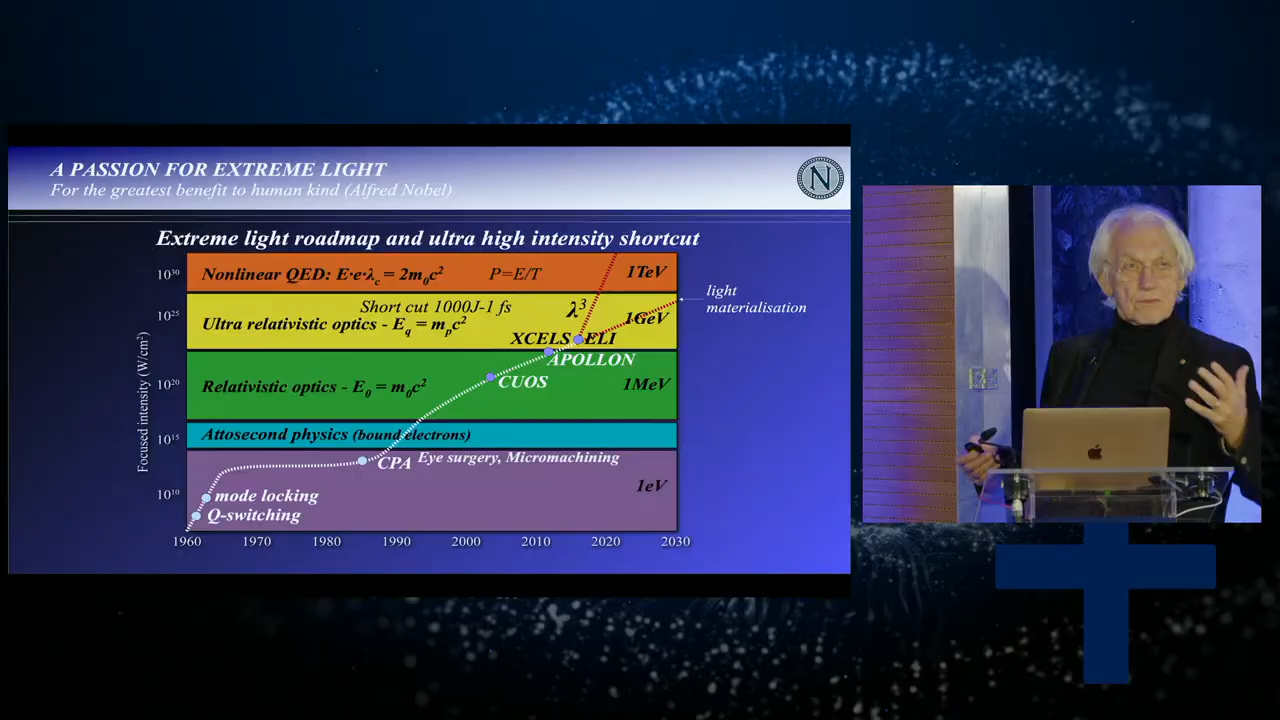 A PASSION FOR EXTREME LIGHT
For the greatest benefit to human kind (Alfred Nobel)
N
Extreme light roadmap and ultra high intensity shortcut
10³⁰
Nonlinear QED: E·e·λc = 2m₀c²
P=E/T
1TeV
light
materialisation
Short cut 1000J-1 fs
λ³
10²⁵
Ultra relativistic optics - Eq = mpc²
1GeV
XCELS
ELI
APOLLON
10²⁰
Relativistic optics - E₀ = m₀c²
CUOS
1MeV
Focused intensity (W/cm²)
10¹⁵
Attosecond physics (bound electrons)
CPA
Eye surgery, Micromachining
10¹⁰
mode locking
1eV
Q-switching
1960 1970 1980 1990 2000 2010 2020 2030